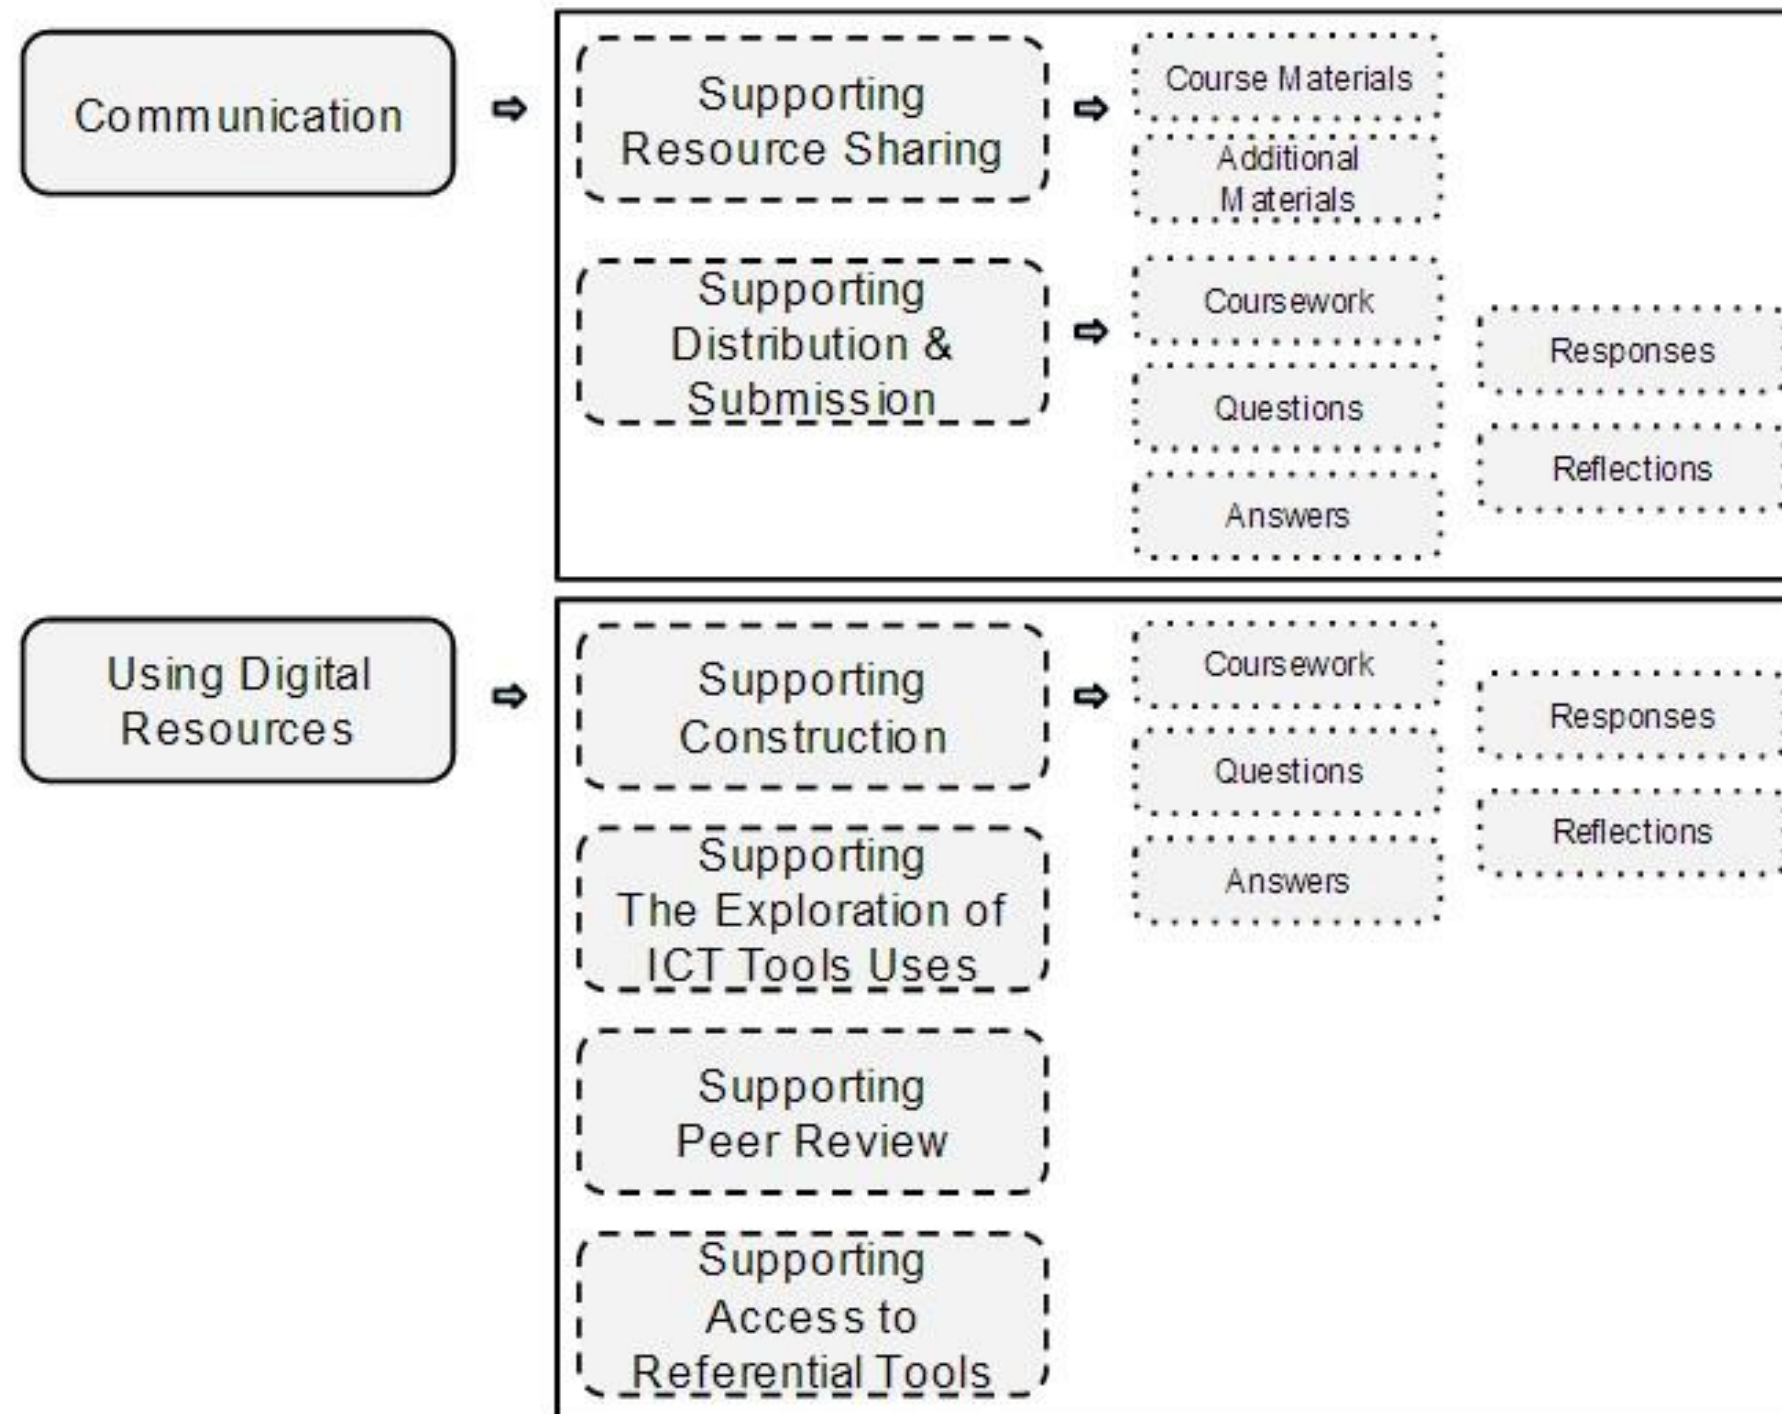 Communication
Supporting
Resource Sharing
Course Materials
Additional
Materials
Supporting
Distribution &
Submission
Coursework
Questions
Answers
Responses
Reflections
Using Digital
Resources
Supporting
Construction
Coursework
Questions
Answers
Responses
Reflections
Supporting
The Exploration of
ICT Tools Uses
Supporting
Peer Review
Supporting
Access to
Referential Tools